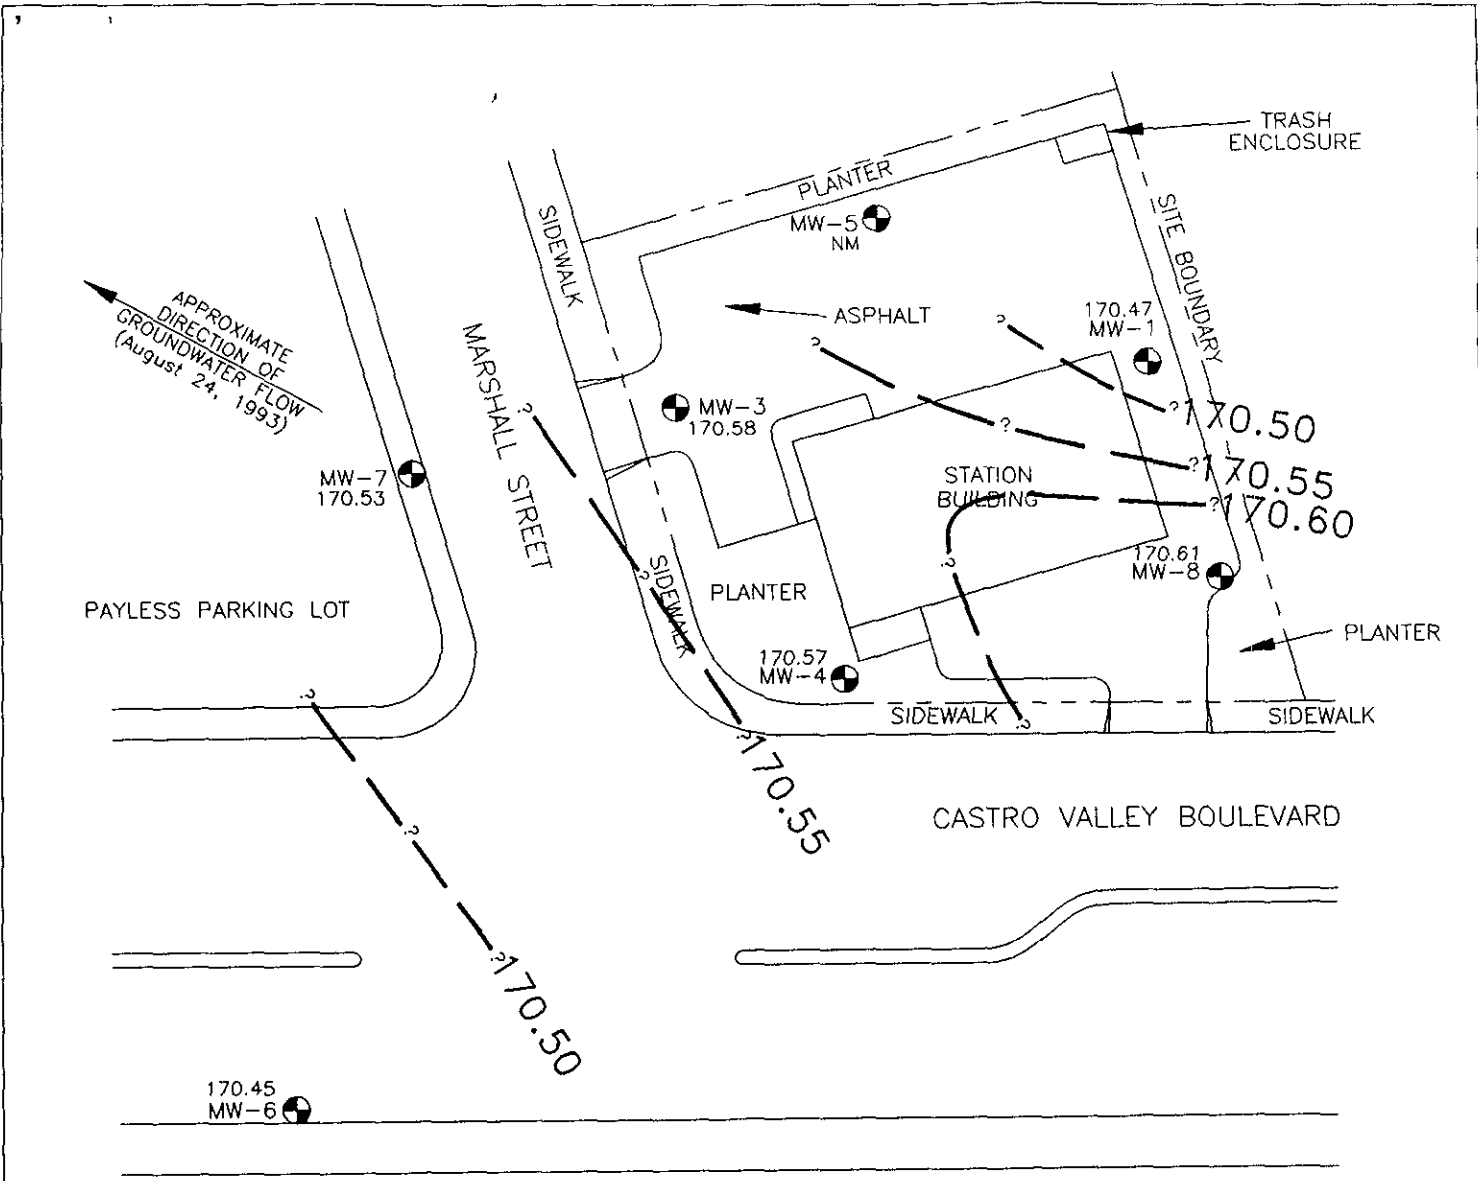 TRASH
ENCLOSURE
PLANTER
MW-5
NM
SIDEWALK
SITE BOUNDARY
APPROXIMATE
DIRECTION OF
GROUNDWATER FLOW
(August 24, 1993)
ASPHALT
170.47
MW-1
MARSHALL STREET
?
?
?
MW-3
170.58
?
170.50
?
MW-7
170.53
STATION
BUILDING
?
170.55
?
170.60
170.61
MW-8
?
?
SIDEWALK
PLANTER
PAYLESS PARKING LOT
PLANTER
170.57
MW-4
?
SIDEWALK
?
SIDEWALK
?
170.55
CASTRO VALLEY BOULEVARD
?
?
170.50
170.45
MW-6